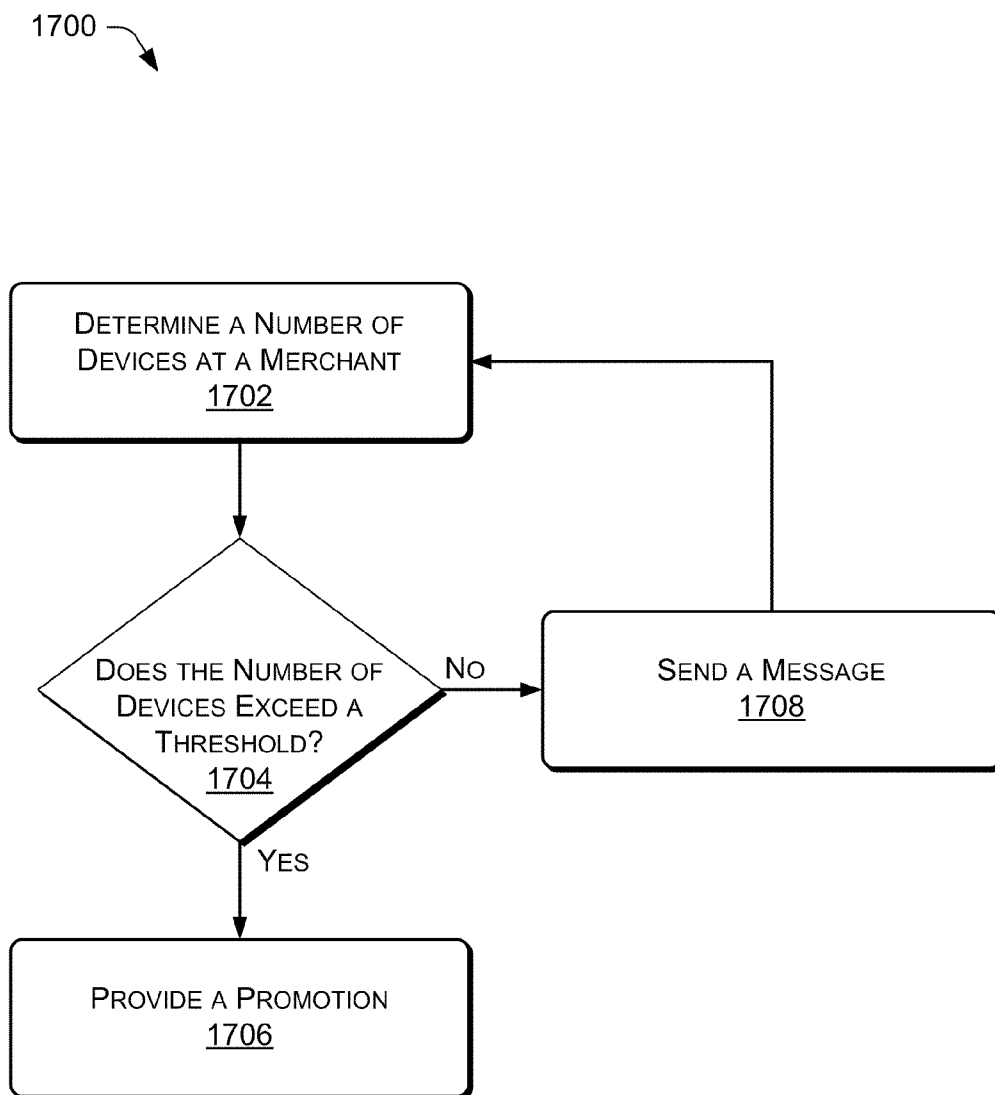 1700
DETERMINE A NUMBER OF
DEVICES AT A MERCHANT
1702
DOES THE NUMBER OF
DEVICES EXCEED A
THRESHOLD?
1704
NO
SEND A MESSAGE
1708
YES
PROVIDE A PROMOTION
1706